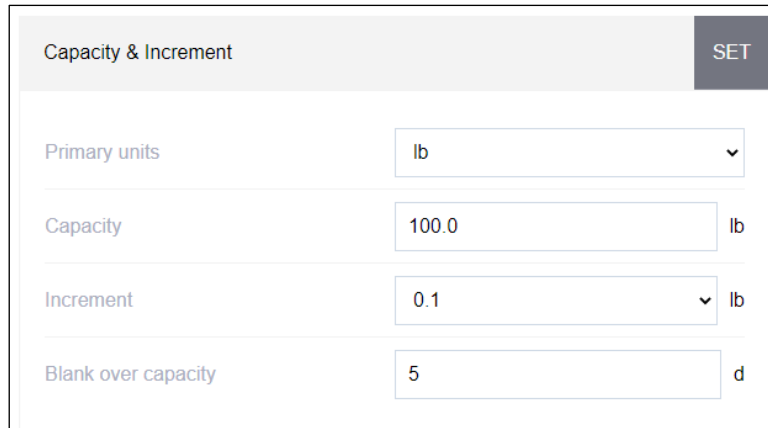 Capacity & Increment SET
Primary units lb
Capacity 100.0 lb
Increment 0.1 lb
Blank over capacity 5 d